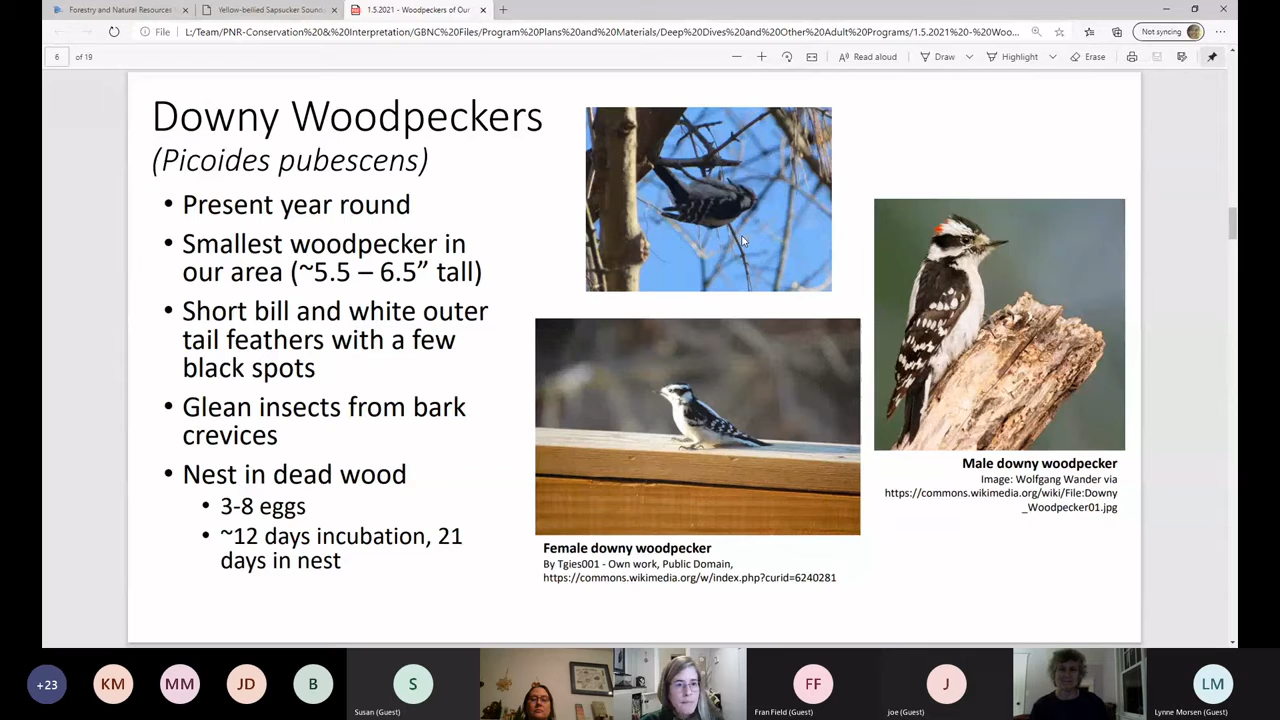 Forestry and Natural Resources
Yellow-bellied Sapsucker Sound
1.5.2021 - Woodpeckers of Our
File
L:/Team/PNR-Conservation%20&%20Interpretation/GBNC%20Files/Program%20Plans%20and%20Materials/Deep%20Dives%20and%20Other%20Adult%20Programs/1.5.2021%20-%20Woo...
Not syncing
6 of 19
Read aloud
Draw
Highlight
Erase
Downy Woodpeckers
(Picoides pubescens)
• Present year round
• Smallest woodpecker in
our area (~5.5 – 6.5” tall)
• Short bill and white outer
tail feathers with a few
black spots
• Glean insects from bark
crevices
• Nest in dead wood
• 3-8 eggs
• ~12 days incubation, 21
days in nest
Male downy woodpecker
Image: Wolfgang Wander via
https://commons.wikimedia.org/wiki/File:Downy
_Woodpecker01.jpg
Female downy woodpecker
By Tgies001 - Own work, Public Domain,
https://commons.wikimedia.org/w/index.php?curid=6240281
+23
KM
MM
JD
B
S
Susan (Guest)
FF
Fran Field (Guest)
J
joe (Guest)
LM
Lynne Morsen (Guest)